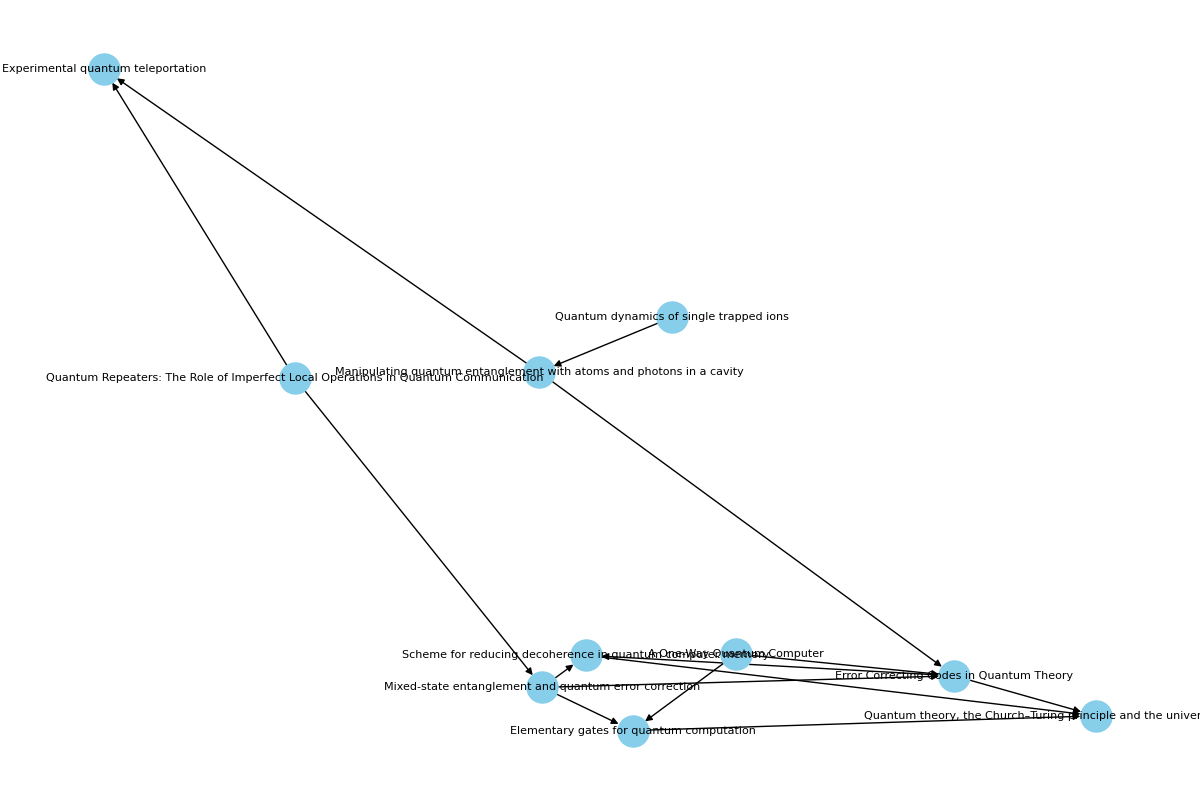 Experimental quantum teleportation
Quantum dynamics of single trapped ions
Manipulating quantum entanglement with atoms and photons in a cavity
Quantum Repeaters: The Role of Imperfect Local Operations in Quantum Communication
Scheme for reducing decoherence in quantum computer memory
A One-Way Quantum Computer
Error Correcting Codes in Quantum Theory
Mixed-state entanglement and quantum error correction
Quantum theory, the Church–Turing principle and the
Elementary gates for quantum computation